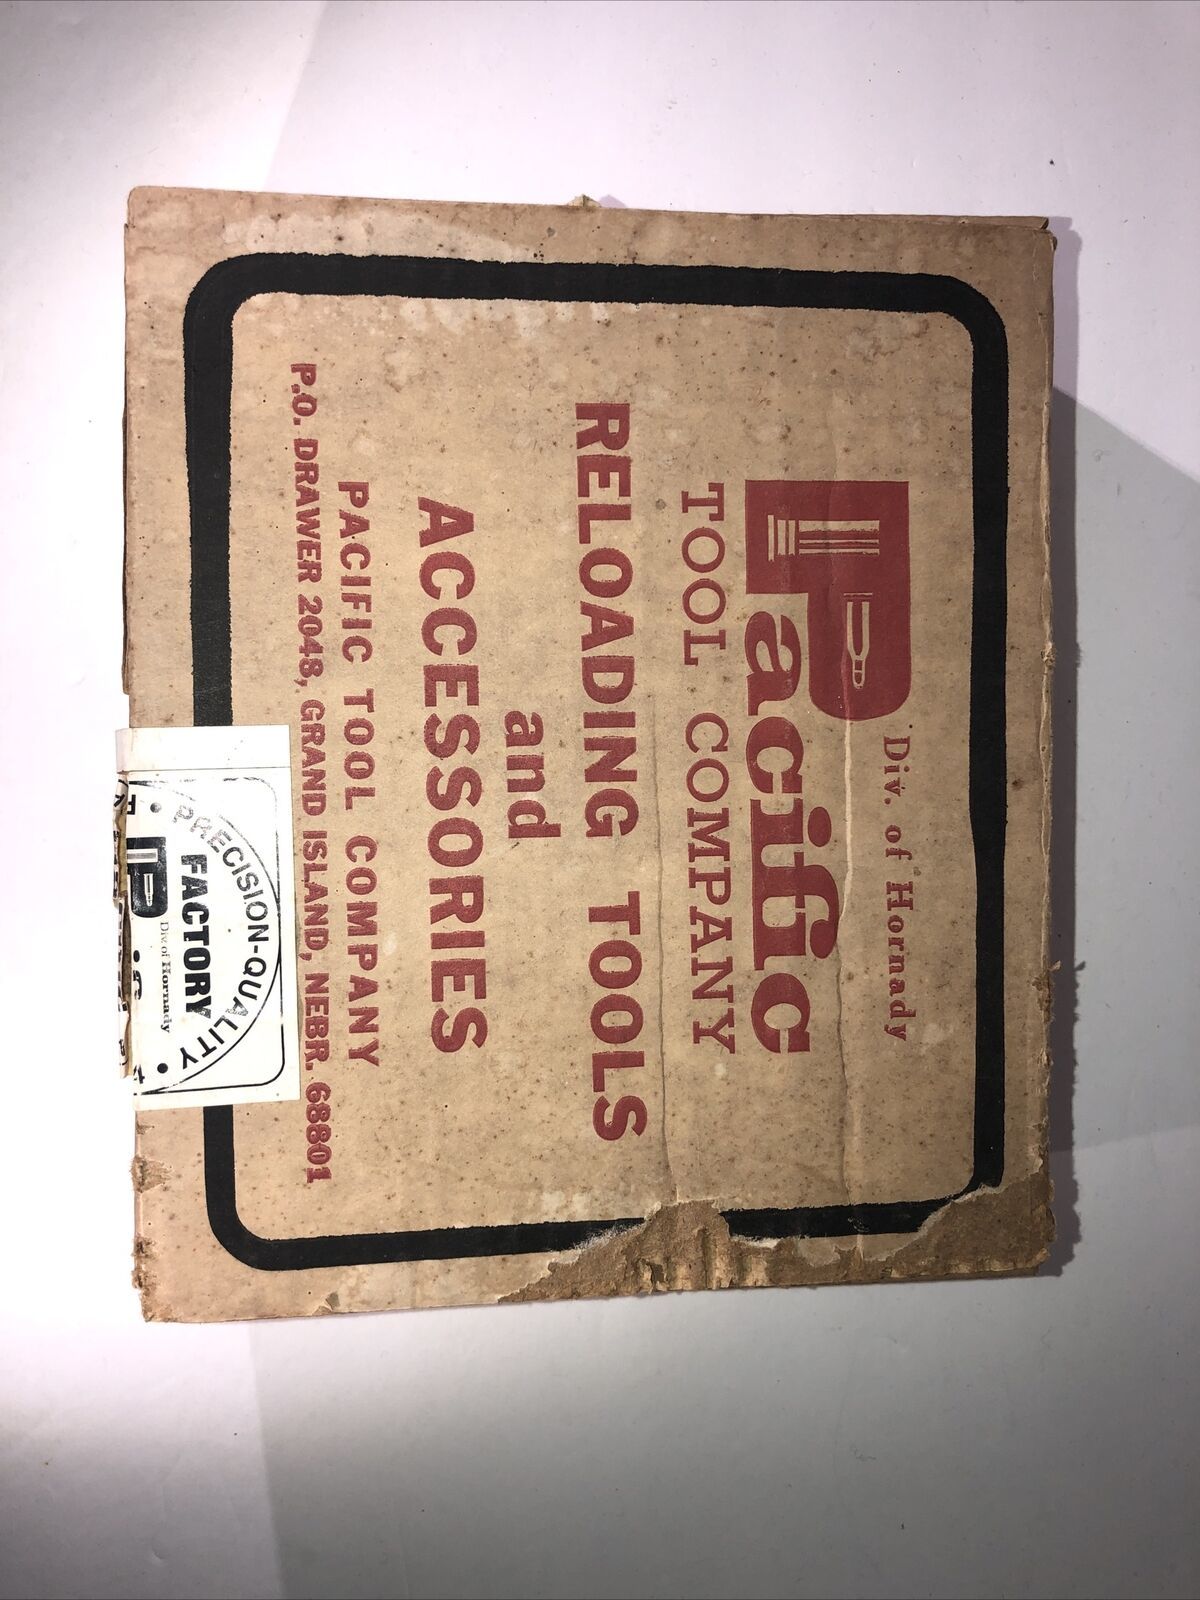 Div. of Hornady
Pacific
TOOL COMPANY
RELOADING TOOLS
and
ACCESSORIES
PACIFIC TOOL COMPANY
P.O. DRAWER 2048, GRAND ISLAND, NEBR. 68801
PRECISION-QUALITY
FACTORY
Div of Hornady